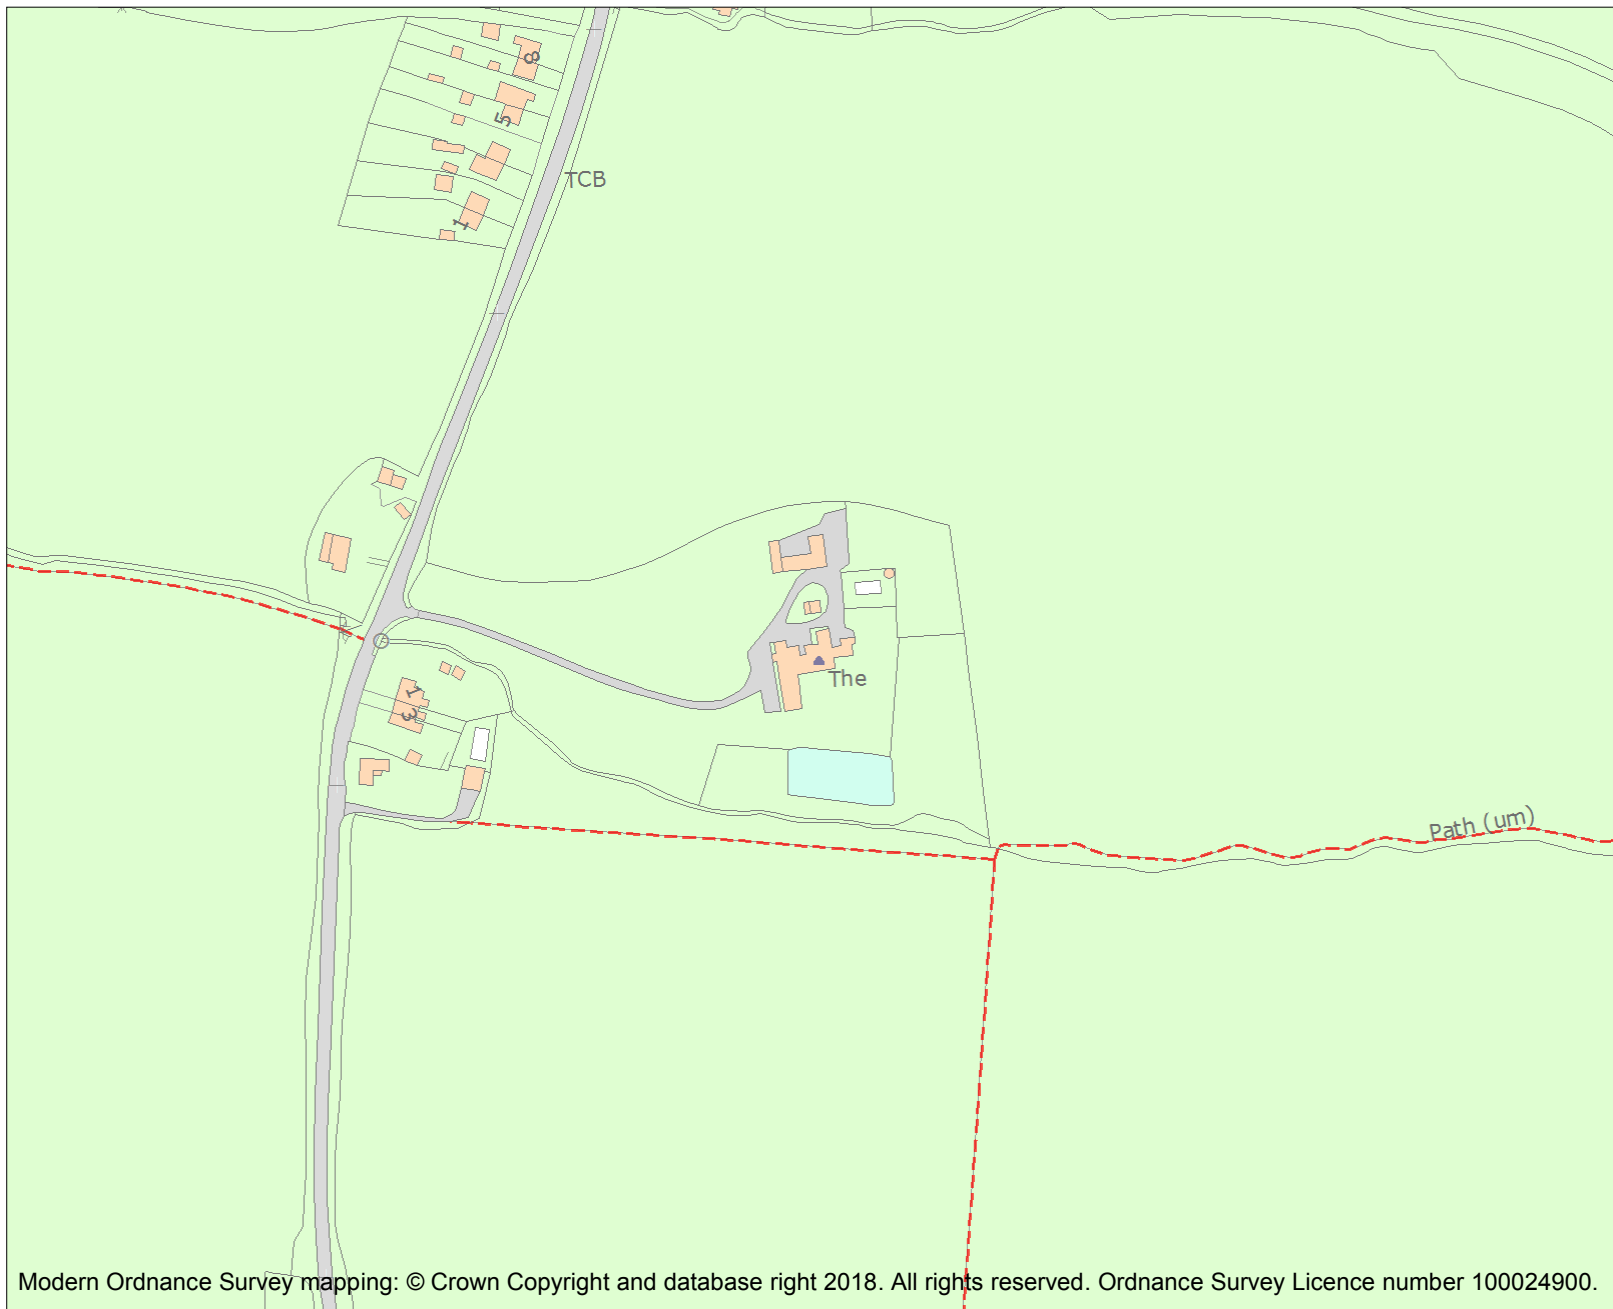 8
5
TCB
1
The
1
3
Path (um)
Modern Ordnance Survey mapping: © Crown Copyright and database right 2018. All rights reserved. Ordnance Survey Licence number 100024900.